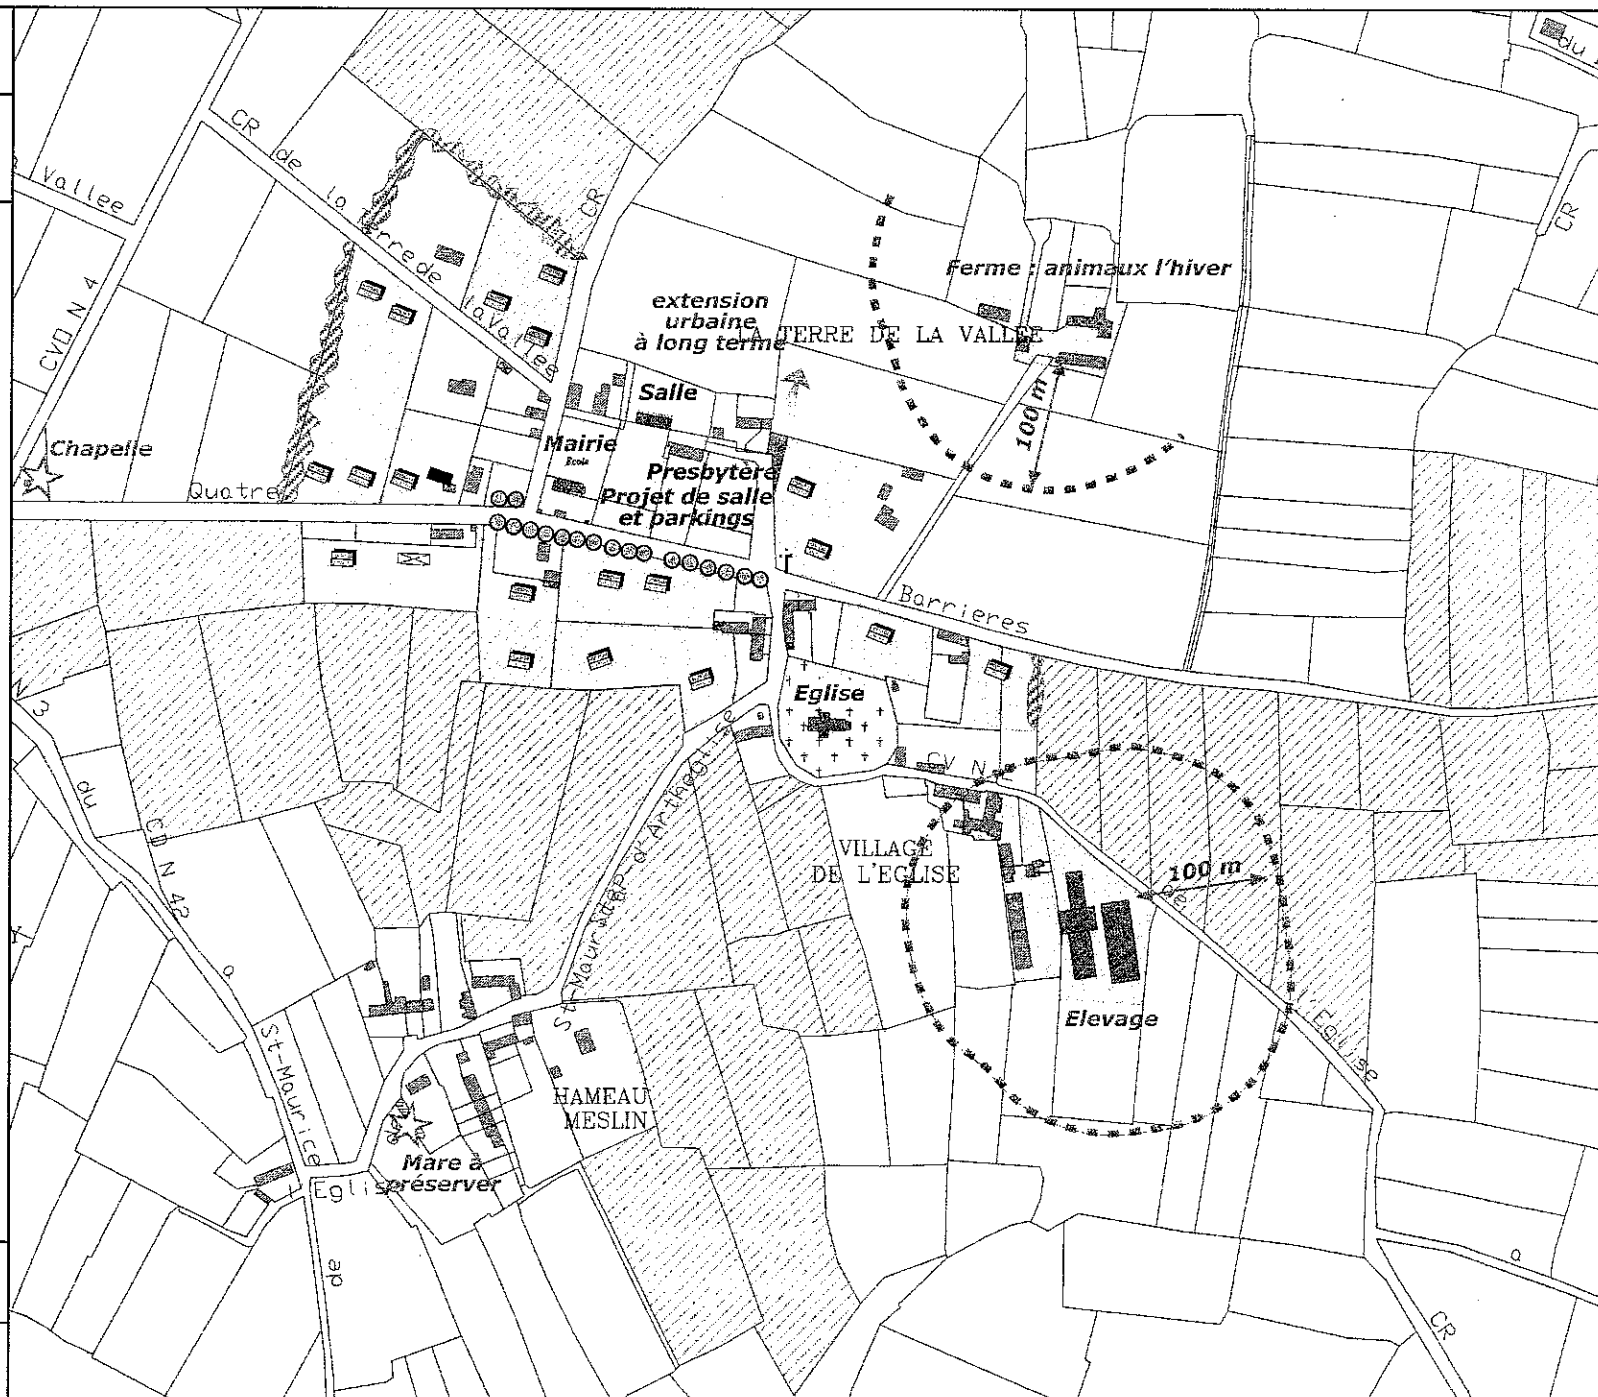 du
CR
de
la
Terre de
la Vallee
Vallee
CVO N 4
CR
CR
Ferme : animaux l'hiver
extension
urbaine
à long terme
LA TERRE DE LA VALLEE
100 m
Salle
Chapelle
Mairie
Ecole
Presbytère
Projet de salle
et parkings
Quatre
Barrieres
Eglise
N 3
du
CD N 42
a
St-Maurice
CV N
VILLAGE
DE L'EGLISE
100 m
de
l'Eglise
Elevage
HAMEAU
MESLIN
Mare à
préserver
l'Eglise
de
a
CR